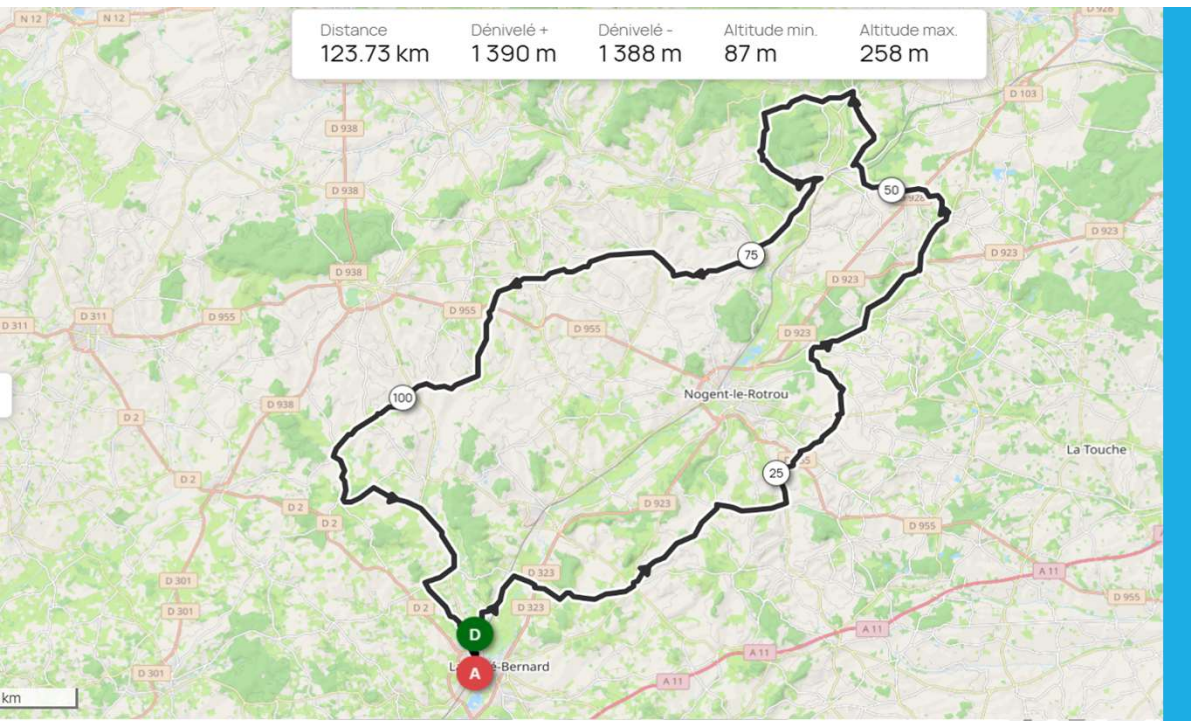 Distance Dénivelé + Dénivelé - Altitude min. Altitude max.
123.73 km 1 390 m 1 388 m 87 m 258 m
N 12
N 12
D 928
D 103
D 938
D 938
50
D 923
D 923
75
D 938
D 923
D 311
D 955
D 955
D 311
D 955
D 923
Nogent-le-Rotrou
100
D 938
D 2
La Touche
25
D 2
D 923
D 2
D 2
D 955
A 11
D 323
D 301
D 955
D 2
D 323
D 301
A 11
D
A 11
é-Bernard
D 301
A
A 11
km